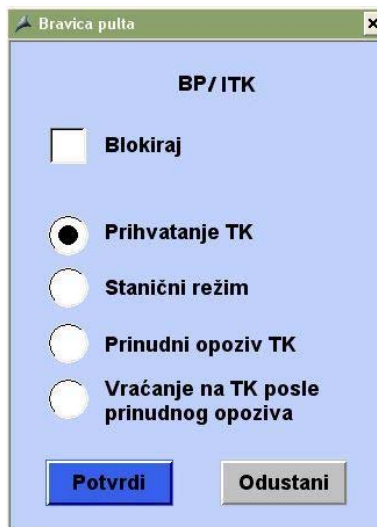 Bravica pulta
BP/ ITK
Blokiraj
Prihvatanje TK
Stanični režim
Prinudni opoziv TK
Vraćanje na TK posle
prinudnog opoziva
Potvrdi
Odustani